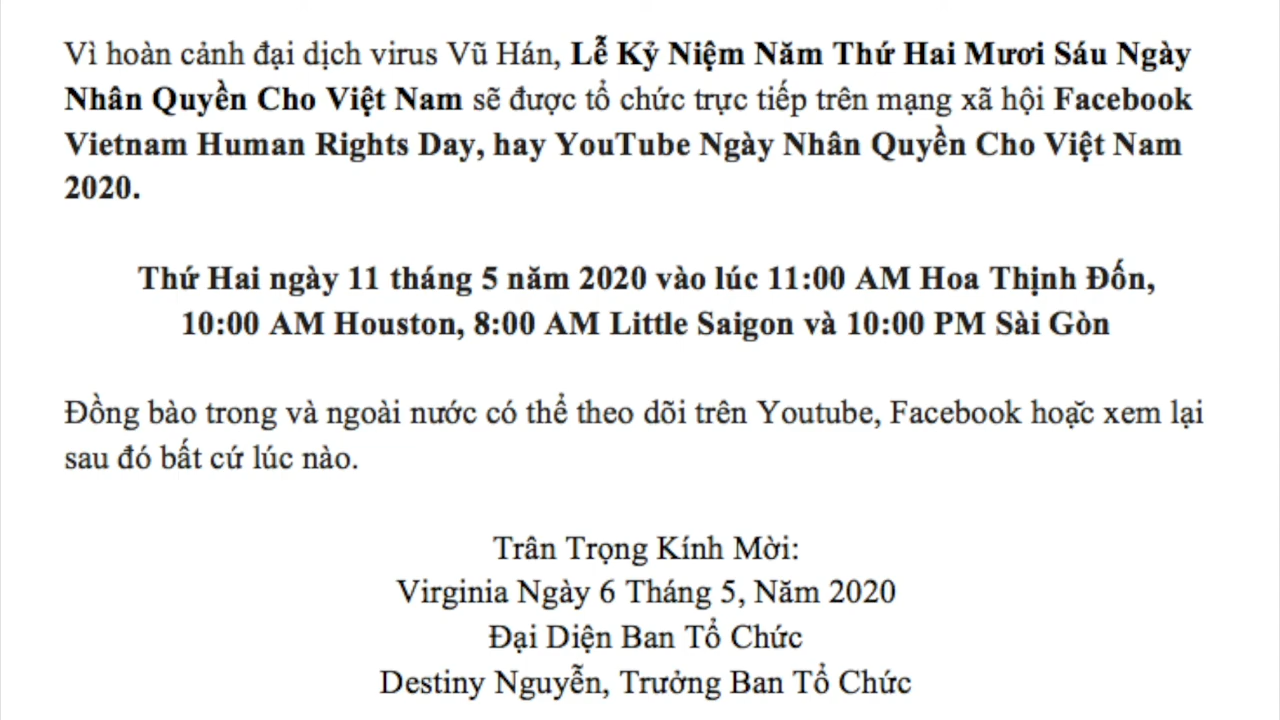 Vì hoàn cảnh đại dịch virus Vũ Hán, Lễ Kỷ Niệm Năm Thứ Hai Mươi Sáu Ngày
Nhân Quyền Cho Việt Nam sẽ được tổ chức trực tiếp trên mạng xã hội Facebook
Vietnam Human Rights Day, hay YouTube Ngày Nhân Quyền Cho Việt Nam
2020.
Thứ Hai ngày 11 tháng 5 năm 2020 vào lúc 11:00 AM Hoa Thịnh Đốn,
10:00 AM Houston, 8:00 AM Little Saigon và 10:00 PM Sài Gòn
Đồng bào trong và ngoài nước có thể theo dõi trên Youtube, Facebook hoặc xem lại
sau đó bất cứ lúc nào.
Trân Trọng Kính Mời:
Virginia Ngày 6 Tháng 5, Năm 2020
Đại Diện Ban Tổ Chức
Destiny Nguyễn, Trưởng Ban Tổ Chức